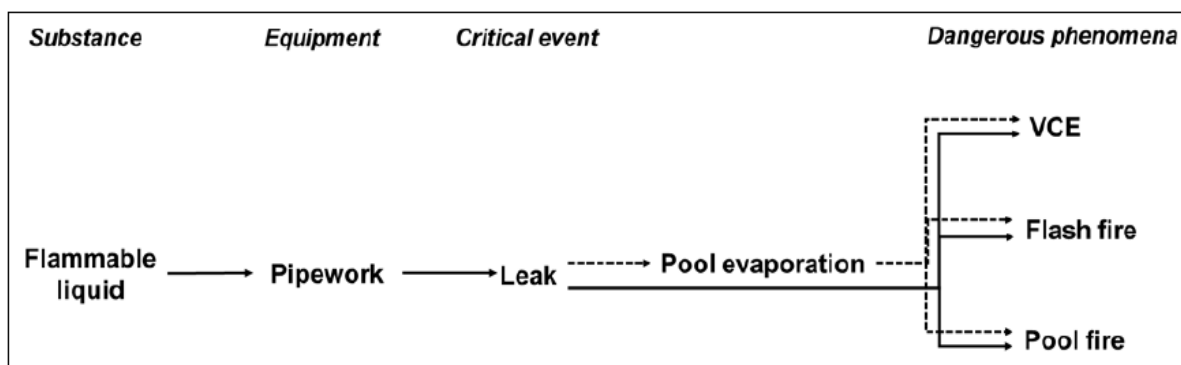 Substance Equipment Critical event Dangerous phenomena
VCE
Flash fire
Flammable
liquid
Pipework
Leak
Pool evaporation
Pool fire